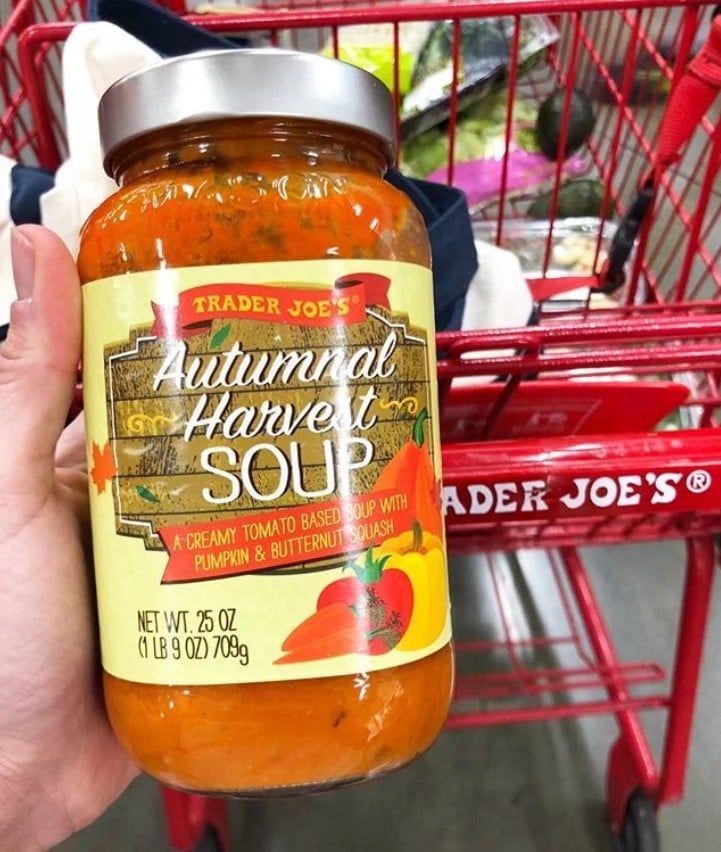 TRADER JOE'S®
Autumnal
Harvest
SOUP
A CREAMY TOMATO BASED SOUP WITH
PUMPKIN & BUTTERNUT SQUASH
NET WT. 25 OZ
(1 LB 9 OZ) 709g
ADER JOE'S®